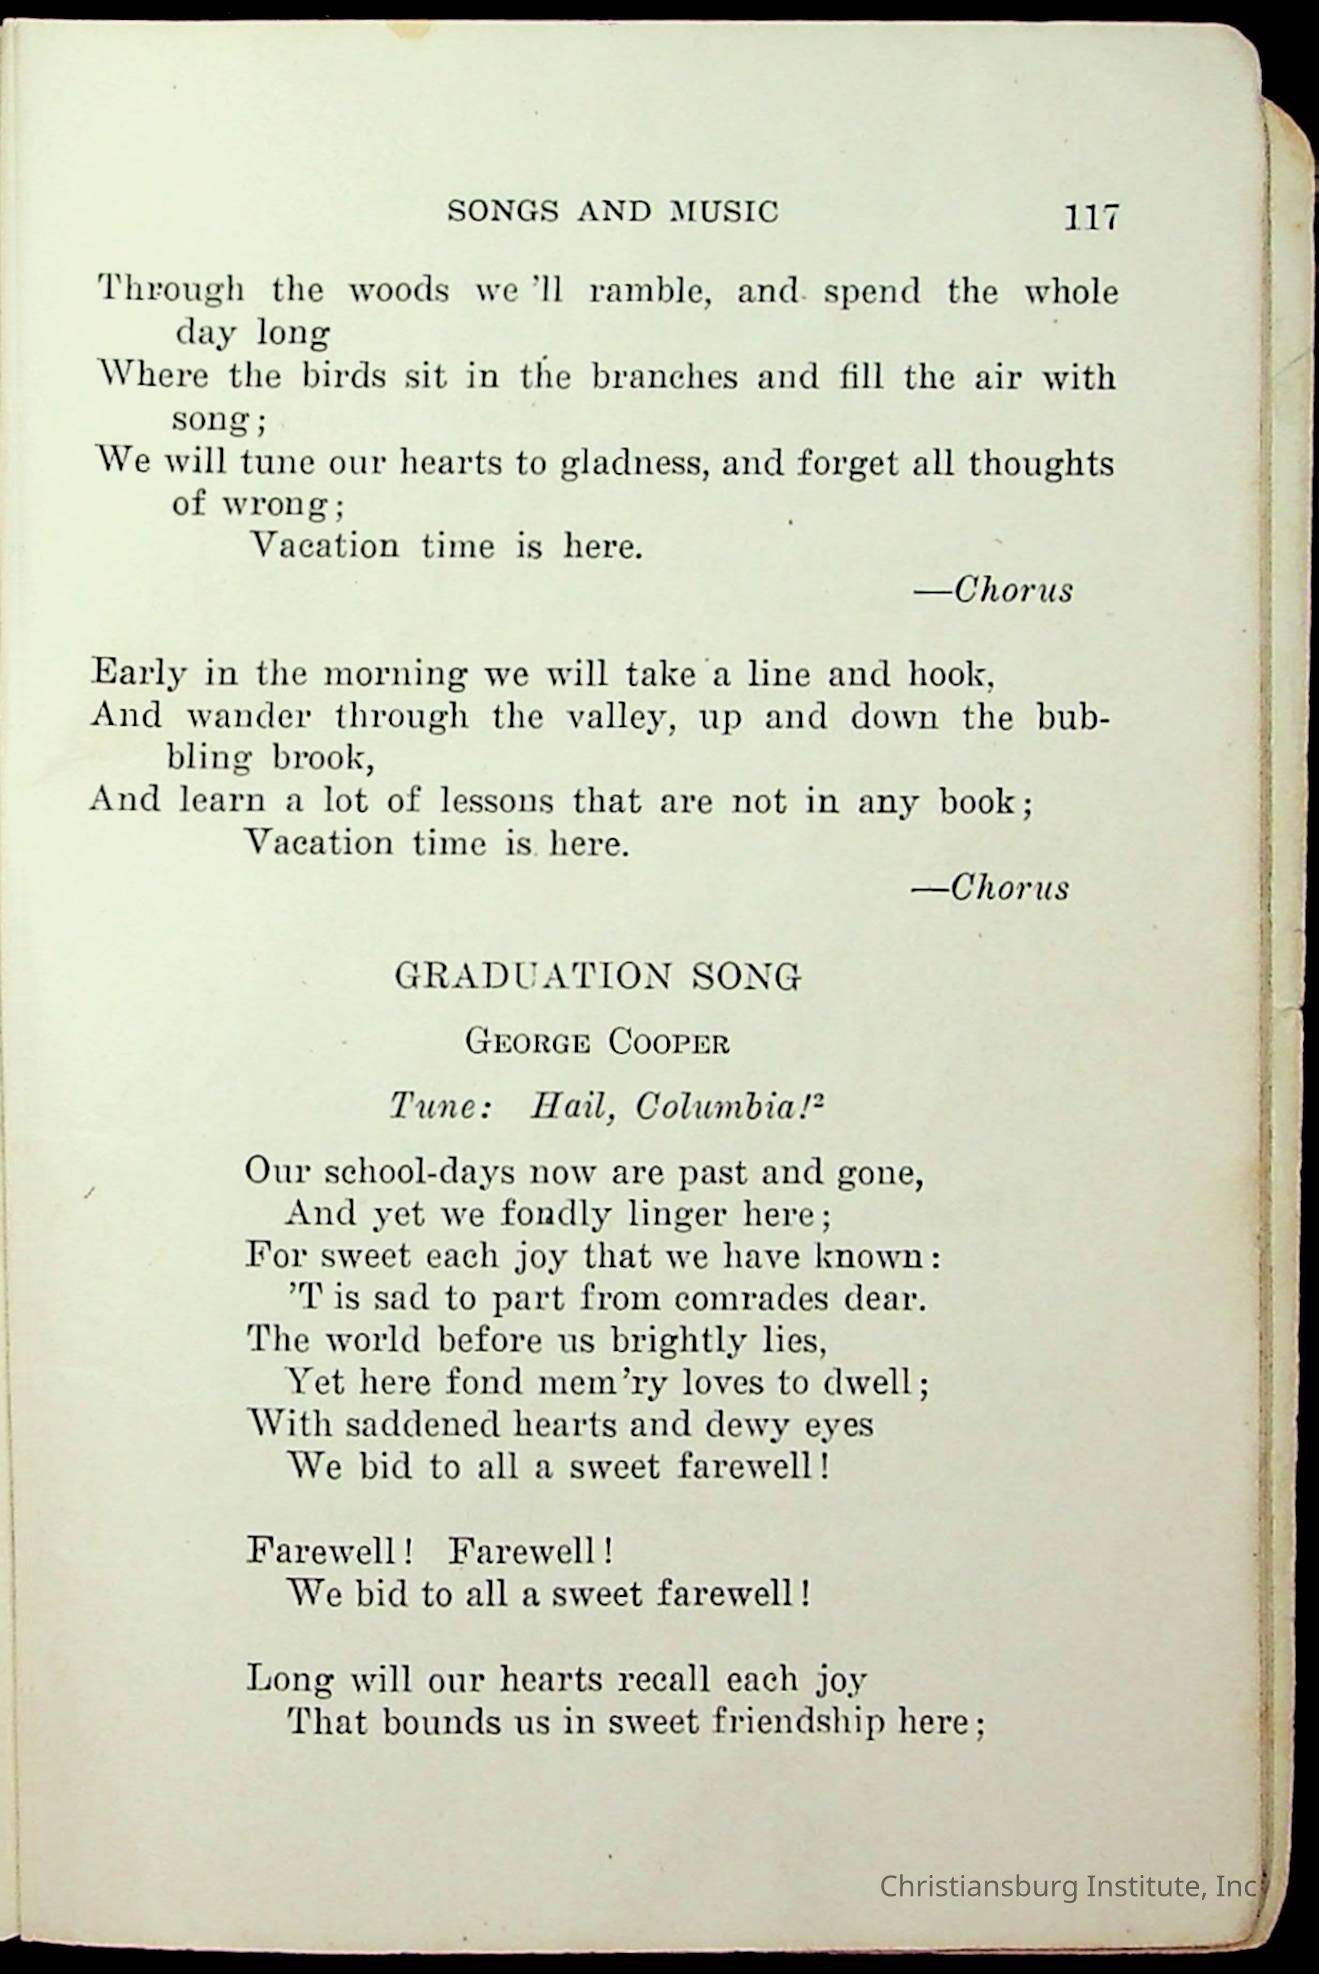 SONGS AND MUSIC 117
Through the woods we 'll ramble, and spend the whole
day long
Where the birds sit in the branches and fill the air with
song;
We will tune our hearts to gladness, and forget all thoughts
of wrong;
Vacation time is here.
—Chorus
Early in the morning we will take a line and hook,
And wander through the valley, up and down the bub-
bling brook,
And learn a lot of lessons that are not in any book;
Vacation time is here.
—Chorus
GRADUATION SONG
GEORGE COOPER
Tune: Hail, Columbia!²
Our school-days now are past and gone,
And yet we fondly linger here;
For sweet each joy that we have known:
'T is sad to part from comrades dear.
The world before us brightly lies,
Yet here fond mem'ry loves to dwell;
With saddened hearts and dewy eyes
We bid to all a sweet farewell!
Farewell! Farewell!
We bid to all a sweet farewell!
Long will our hearts recall each joy
That bounds us in sweet friendship here;
Christiansburg Institute, Inc